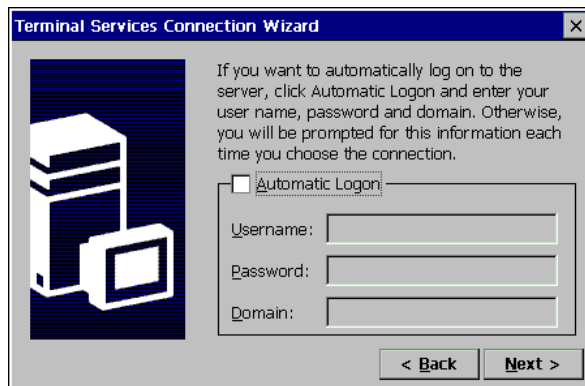 Terminal Services Connection Wizard
If you want to automatically log on to the
server, click Automatic Logon and enter your
user name, password and domain. Otherwise,
you will be prompted for this information each
time you choose the connection.
Automatic Logon
Username:
Password:
Domain:
< Back Next >